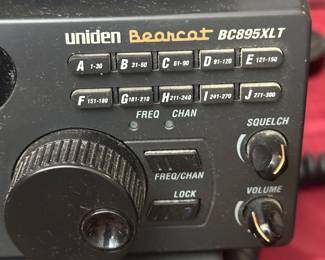 uniden Bearcat BC895XLT
A 1-30 B 31-60 C 61-90 D 91-120 E 121-150
F 151-180 G 181-210 H 211-240 I 241-270 J 271-300
FREQ CHAN
SQUELCH
FREQ/CHAN
LOCK
VOLUME